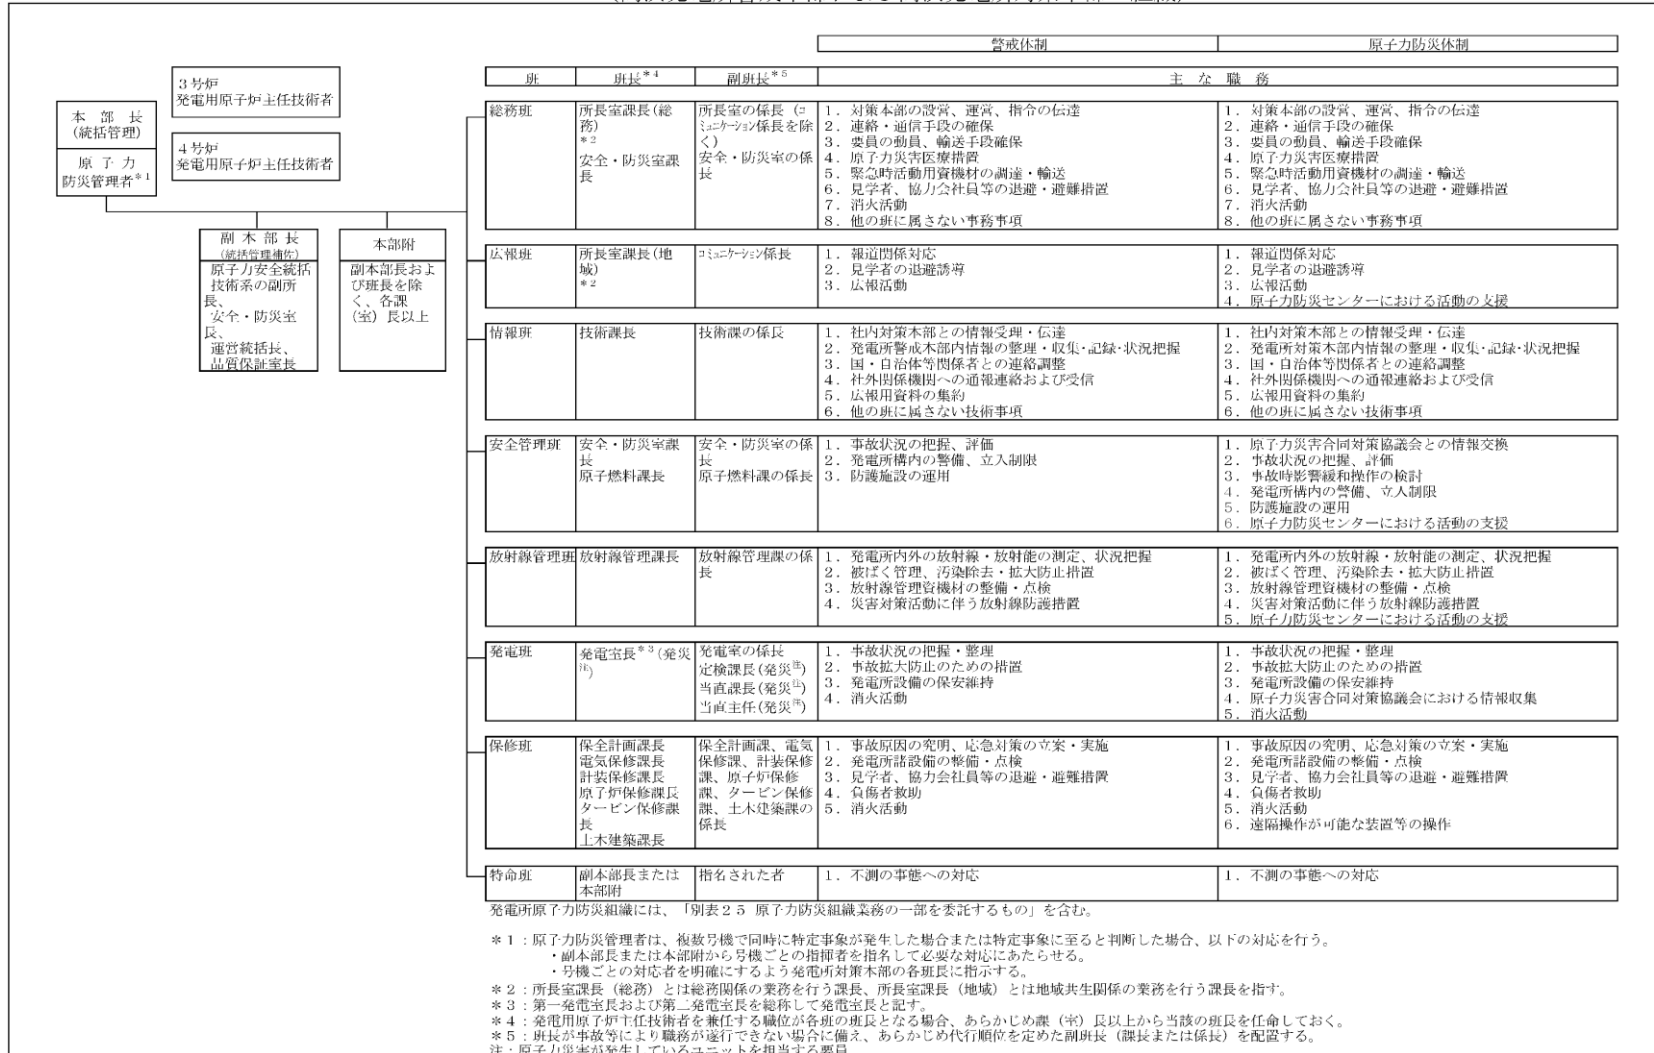 警戒体制
原子力防災体制
班
班長＊４
副班長＊５
主 な 職 務
３号炉
発電用原子炉主任技術者
４号炉
発電用原子炉主任技術者
本 部 長
(統括管理)
原 子 力
防災管理者＊１
副 本 部 長
(統括管理補佐)
原子力安全統括
技術系の副所
長、
安全・防災室
長、
運営統括長、
品質保証室長
本部附
副本部長およ
び班長を除
く、各課
(室)長以上
総務班
所長室課長(総
務)
＊２
安全・防災室課
長
所長室の係長（コ
ミュニケーション係長を除
く）
安全・防災室の係
長
１．対策本部の設営、運営、指令の伝達
２．連絡・通信手段の確保
３．要員の動員、輸送手段確保
４．原子力災害医療措置
５．緊急時活動用資機材の調達・輸送
６．見学者、協力会社員等の退避・避難措置
７．消火活動
８．他の班に属さない事務事項
１．対策本部の設営、運営、指令の伝達
２．連絡・通信手段の確保
３．要員の動員、輸送手段確保
４．原子力災害医療措置
５．緊急時活動用資機材の調達・輸送
６．見学者、協力会社員等の退避・避難措置
７．消火活動
８．他の班に属さない事務事項
広報班
所長室課長(地
域)
＊２
コミュニケーション係長
１．報道関係対応
２．見学者の退避誘導
３．広報活動
１．報道関係対応
２．見学者の退避誘導
３．広報活動
４．原子力防災センターにおける活動の支援
情報班
技術課長
技術課の係長
１．社内対策本部との情報受理・伝達
２．発電所警戒本部内情報の整理・収集・記録・状況把握
３．国・自治体等関係者との連絡調整
４．社外関係機関への通報連絡および受信
５．広報用資料の集約
６．他の班に属さない技術事項
１．社内対策本部との情報受理・伝達
２．発電所対策本部内情報の整理・収集・記録・状況把握
３．国・自治体等関係者との連絡調整
４．社外関係機関への通報連絡および受信
５．広報用資料の集約
６．他の班に属さない技術事項
安全管理班
安全・防災室課
長
原子燃料課長
安全・防災室の係
長
原子燃料課の係長
１．事故状況の把握、評価
２．発電所構内の警備、立入制限
３．防護施設の運用
１．原子力災害合同対策協議会との情報交換
２．事故状況の把握、評価
３．事故時影響緩和操作の検討
４．発電所構内の警備、立入制限
５．防護施設の運用
６．原子力防災センターにおける活動の支援
放射線管理班
放射線管理課長
放射線管理課の係
長
１．発電所内外の放射線・放射能の測定、状況把握
２．被ばく管理、汚染除去・拡大防止措置
３．放射線管理資機材の整備・点検
４．災害対策活動に伴う放射線防護措置
１．発電所内外の放射線・放射能の測定、状況把握
２．被ばく管理、汚染除去・拡大防止措置
３．放射線管理資機材の整備・点検
４．災害対策活動に伴う放射線防護措置
５．原子力防災センターにおける活動の支援
発電班
発電室長＊３(発災
注)
発電室の係長
定検課長(発災注)
当直課長(発災注)
当直主任(発災注)
１．事故状況の把握・整理
２．事故拡大防止のための措置
３．発電所設備の保安維持
４．消火活動
１．事故状況の把握・整理
２．事故拡大防止のための措置
３．発電所設備の保安維持
４．原子力災害合同対策協議会における情報収集
５．消火活動
保修班
保全計画課長
電気保修課長
計装保修課長
原子炉保修課長
タービン保修課
長
土木建築課長
保全計画課、電気
保修課、計装保修
課、原子炉保修
課、タービン保修
課、土木建築課の
係長
１．事故原因の究明、応急対策の立案・実施
２．発電所諸設備の整備・点検
３．見学者、協力会社員等の退避・避難措置
４．負傷者救助
５．消火活動
１．事故原因の究明、応急対策の立案・実施
２．発電所諸設備の整備・点検
３．見学者、協力会社員等の退避・避難措置
４．負傷者救助
５．消火活動
６．遠隔操作が可能な装置等の操作
特命班
副本部長または
本部附
指名された者
１．不測の事態への対応
１．不測の事態への対応
発電所原子力防災組織には、「別表２５ 原子力防災組織業務の一部を委託するもの」を含む。
＊１：原子力防災管理者は、複数号機で同時に特定事象が発生した場合または特定事象に至ると判断した場合、以下の対応を行う。
・副本部長または本部附から号機ごとの指揮者を指名して必要な対応にあたらせる。
・号機ごとの対応者を明確にするよう発電所対策本部の各班長に指示する。
＊２：所長室課長（総務）とは総務関係の業務を行う課長、所長室課長（地域）とは地域共生関係の業務を行う課長を指す。
＊３：第一発電室長および第二発電室長を総称して発電室長と記す。
＊４：発電用原子炉主任技術者を兼任する職位が各班の班長となる場合、あらかじめ課（室）長以上から当該の班長を任命しておく。
＊５：班長が事故等により職務が遂行できない場合に備え、あらかじめ代行順位を定めた副班長（課長または係長）を配置する。
注：原子力災害が発生しているユニットを担当する要員